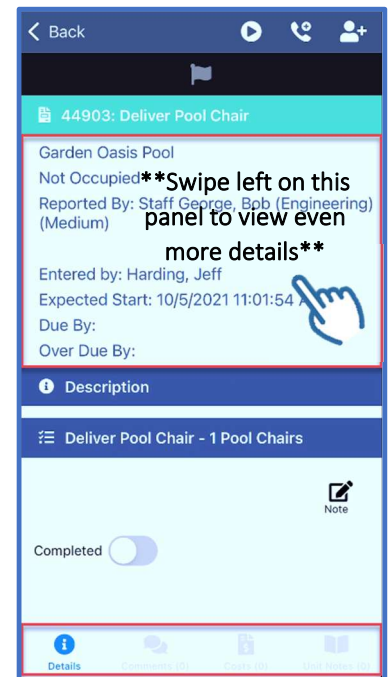 Back
44903: Deliver Pool Chair
Garden Oasis Pool
Not Occupied
**Swipe left on this
Reported By: Staff George, Bob (Engineering)
panel to view even
(Medium)
more details**
Entered by: Harding, Jeff
Expected Start: 10/5/2021 11:01:54 A
Due By:
Over Due By:
Description
Deliver Pool Chair - 1 Pool Chairs
Note
Completed
Details
Comments (0)
Costs (0)
Unit Notes (0)